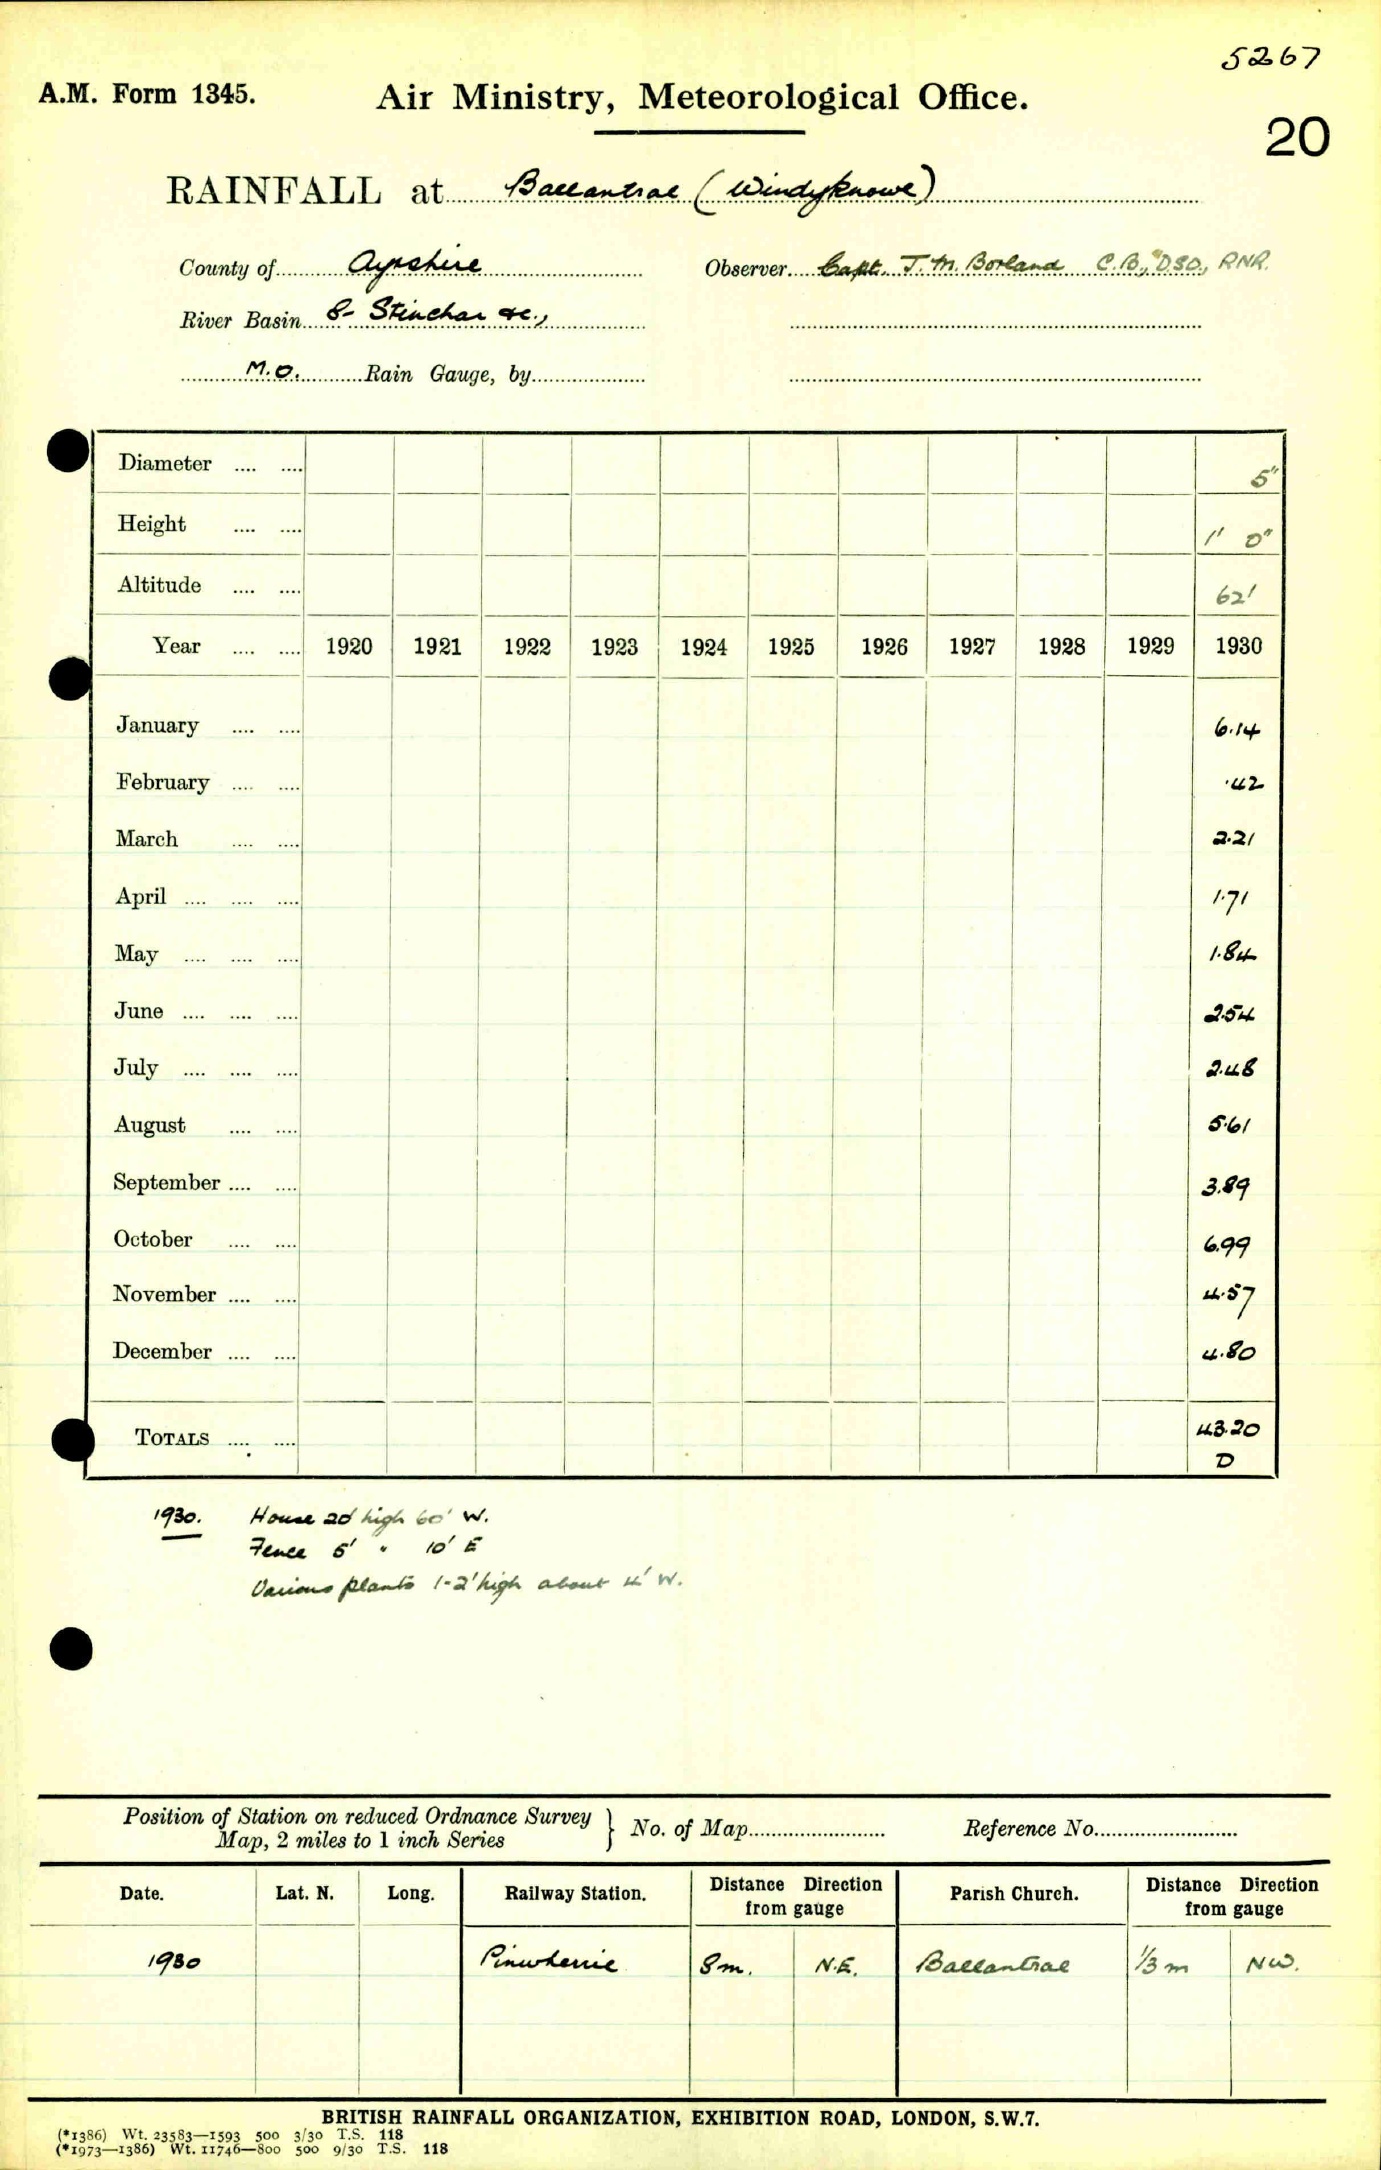 5267
A.M. Form 1345. Air Ministry, Meteorological Office.
20
RAINFALL at Ballantrae (Windyknowe)
County of Ayrshire Observer Capt. J. M. Borland C.B., D.S.O., RNR.
River Basin 8- Stinchar &c.,
M.O. Rain Gauge, by
Diameter .... .... 5"
Height .... .... 1' 0"
Altitude .... .... 62'
Year .... .... 1920 1921 1922 1923 1924 1925 1926 1927 1928 1929 1930
January .... .... 6.14
February .... .... .42
March .... .... 2.21
April .... .... .... 1.71
May .... .... .... 1.84
June .... .... .... 2.54
July .... .... .... 2.48
August .... .... 5.61
September .... .... 3.89
October .... .... 6.99
November .... .... 4.57
December .... .... 4.80
TOTALS .... .... 43.20
D
1930. House 20' high 60' W.
Fence 5' " 10' E
Various plants 1-2' high about 4' W.
Position of Station on reduced Ordnance Survey
Map, 2 miles to 1 inch Series } No. of Map Reference No.
Date. Lat. N. Long. Railway Station. Distance Direction from gauge Parish Church. Distance Direction from gauge
1930 Pinwherrie 8m. N.E. Ballantrae 1/3 m NW.
BRITISH RAINFALL ORGANIZATION, EXHIBITION ROAD, LONDON, S.W.7.
(*1386) Wt. 23583—1593 500 3/30 T.S. 118
(*1973—1386) Wt. 11746—800 500 9/30 T.S. 118